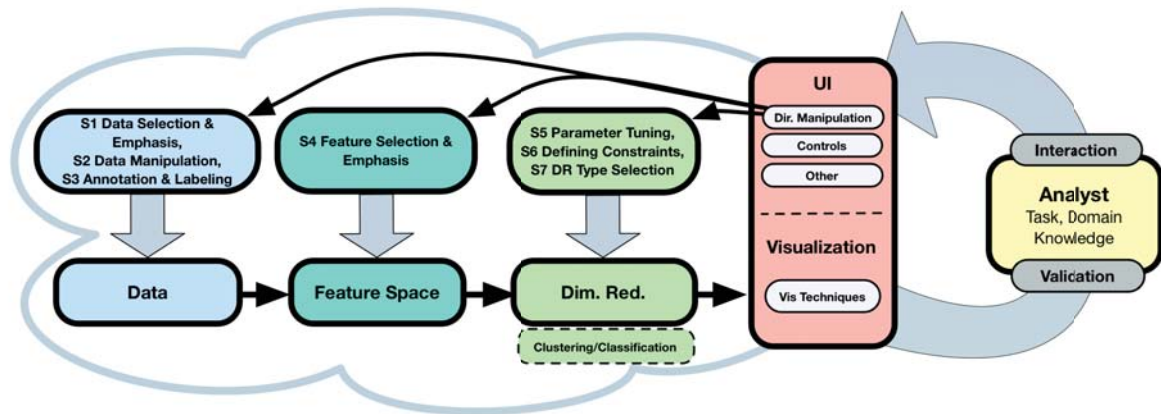 S1 Data Selection &
Emphasis,
S2 Data Manipulation,
S3 Annotation & Labeling
S4 Feature Selection &
Emphasis
S5 Parameter Tuning,
S6 Defining Constraints,
S7 DR Type Selection
Data
Feature Space
Dim. Red.
Clustering/Classification
UI
Dir. Manipulation
Controls
Other
Visualization
Vis Techniques
Interaction
Analyst
Task, Domain
Knowledge
Validation